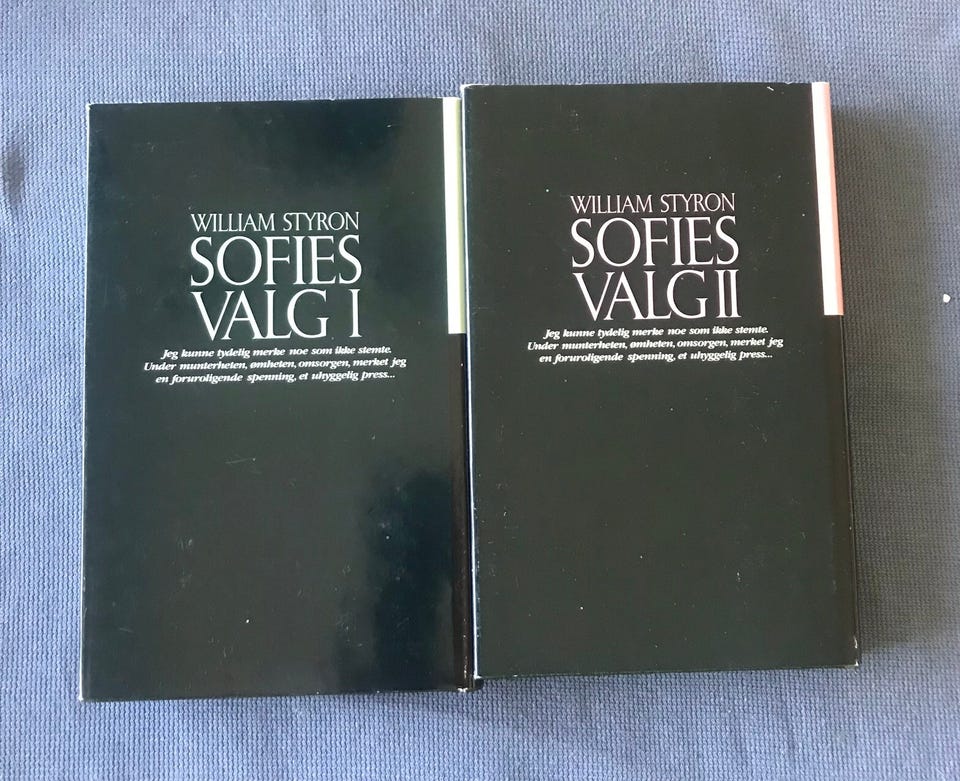 WILLIAM STYRON
SOFIES
VALG I
Jeg kunne tydelig merke noe som ikke stemte.
Under munterheten, ømheten, omsorgen, merket jeg
en foruroligende spenning, et uhyggelig press...
WILLIAM STYRON
SOFIES
VALG II
Jeg kunne tydelig merke noe som ikke stemte.
Under munterheten, ømheten, omsorgen, merket jeg
en foruroligende spenning, et uhyggelig press...